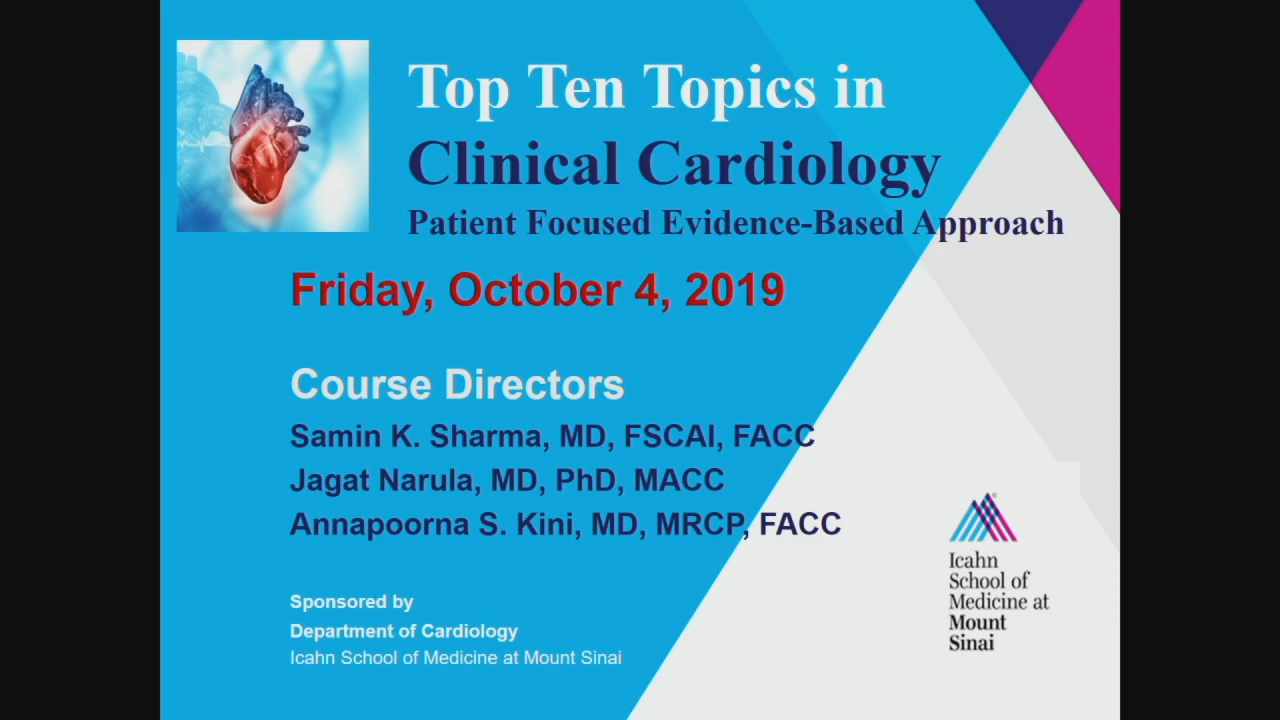 Top Ten Topics in
Clinical Cardiology
Patient Focused Evidence-Based Approach
Friday, October 4, 2019
Course Directors
Samin K. Sharma, MD, FSCAI, FACC
Jagat Narula, MD, PhD, MACC
Annapoorna S. Kini, MD, MRCP, FACC
Sponsored by
Department of Cardiology
Icahn School of Medicine at Mount Sinai
Icahn
School of
Medicine at
Mount
Sinai